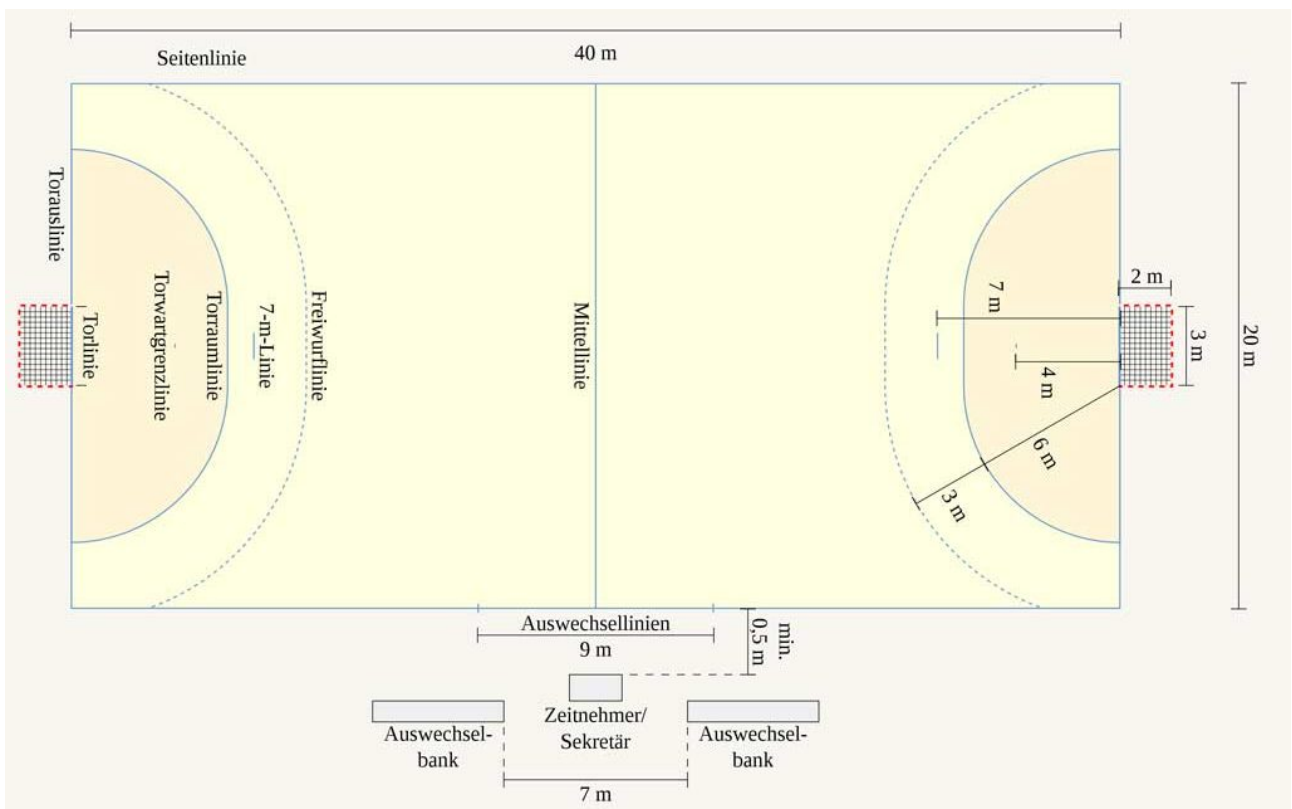 40 m
Seitenlinie
Torauslinie
Torlinie
Torwartgrenzlinie
Torraumlinie
7-m-Linie
Freiwurflinie
Mittellinie
7 m
4 m
6 m
3 m
2 m
3 m
20 m
Auswechsellinien
9 m
min.
0,5 m
Zeitnehmer/
Sekretär
Auswechsel-
bank
Auswechsel-
bank
7 m